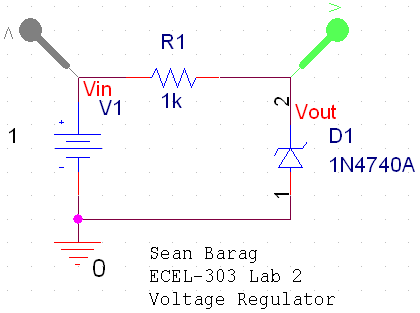 V
V
R1
Vin
V1
1k
2
Vout
1
D1
1N4740A
1
0
Sean Barag
ECEL-303 Lab 2
Voltage Regulator